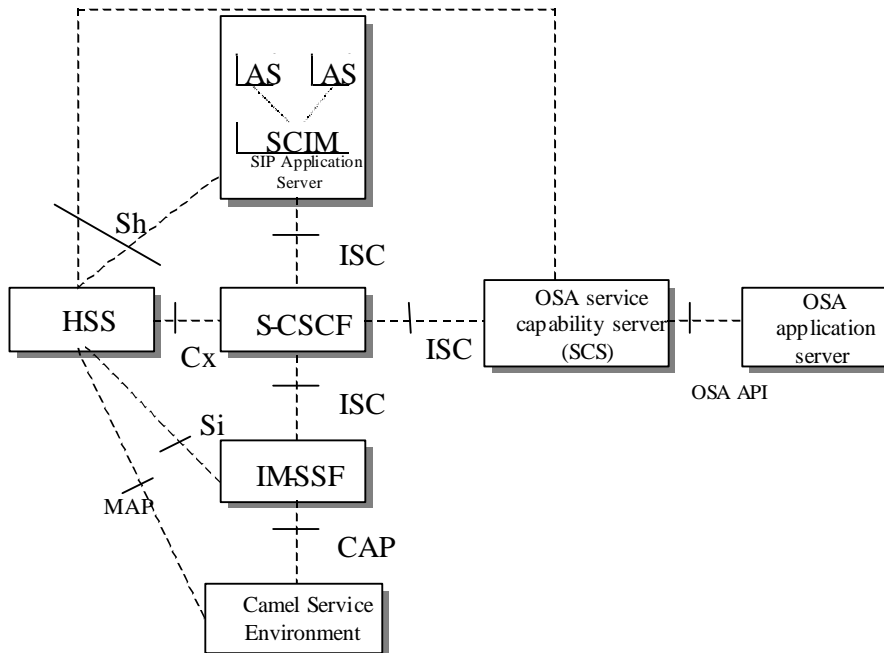 AS AS
SCIM
SIP Application
Server
Sh
ISC
HSS
S-CSCF
OSA service
capability server
(SCS)
OSA
application
server
Cx
ISC
OSA API
ISC
Si
IM-SSF
MAP
CAP
Camel Service
Environment